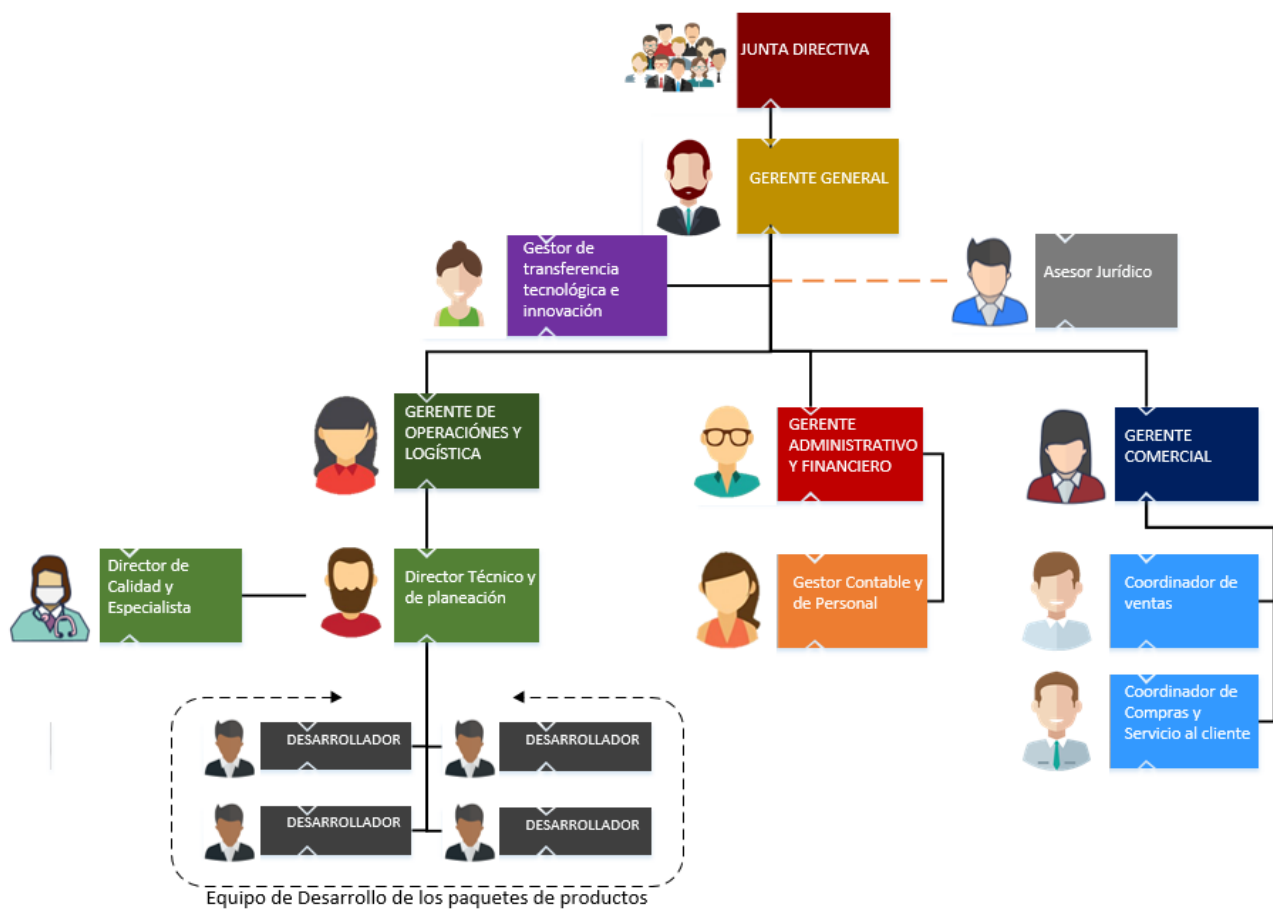 JUNTA DIRECTIVA
GERENTE GENERAL
Gestor de
transferencia
tecnológica e
innovación
Asesor Jurídico
GERENTE DE
OPERACIÓNES Y
LOGÍSTICA
GERENTE
ADMINISTRATIVO
Y FINANCIERO
GERENTE
COMERCIAL
Director de
Calidad y
Especialista
Director Técnico y
de planeación
Gestor Contable y
de Personal
Coordinador de
ventas
Coordinador de
Compras y
Servicio al cliente
DESARROLLADOR
DESARROLLADOR
DESARROLLADOR
DESARROLLADOR
Equipo de Desarrollo de los paquetes de productos